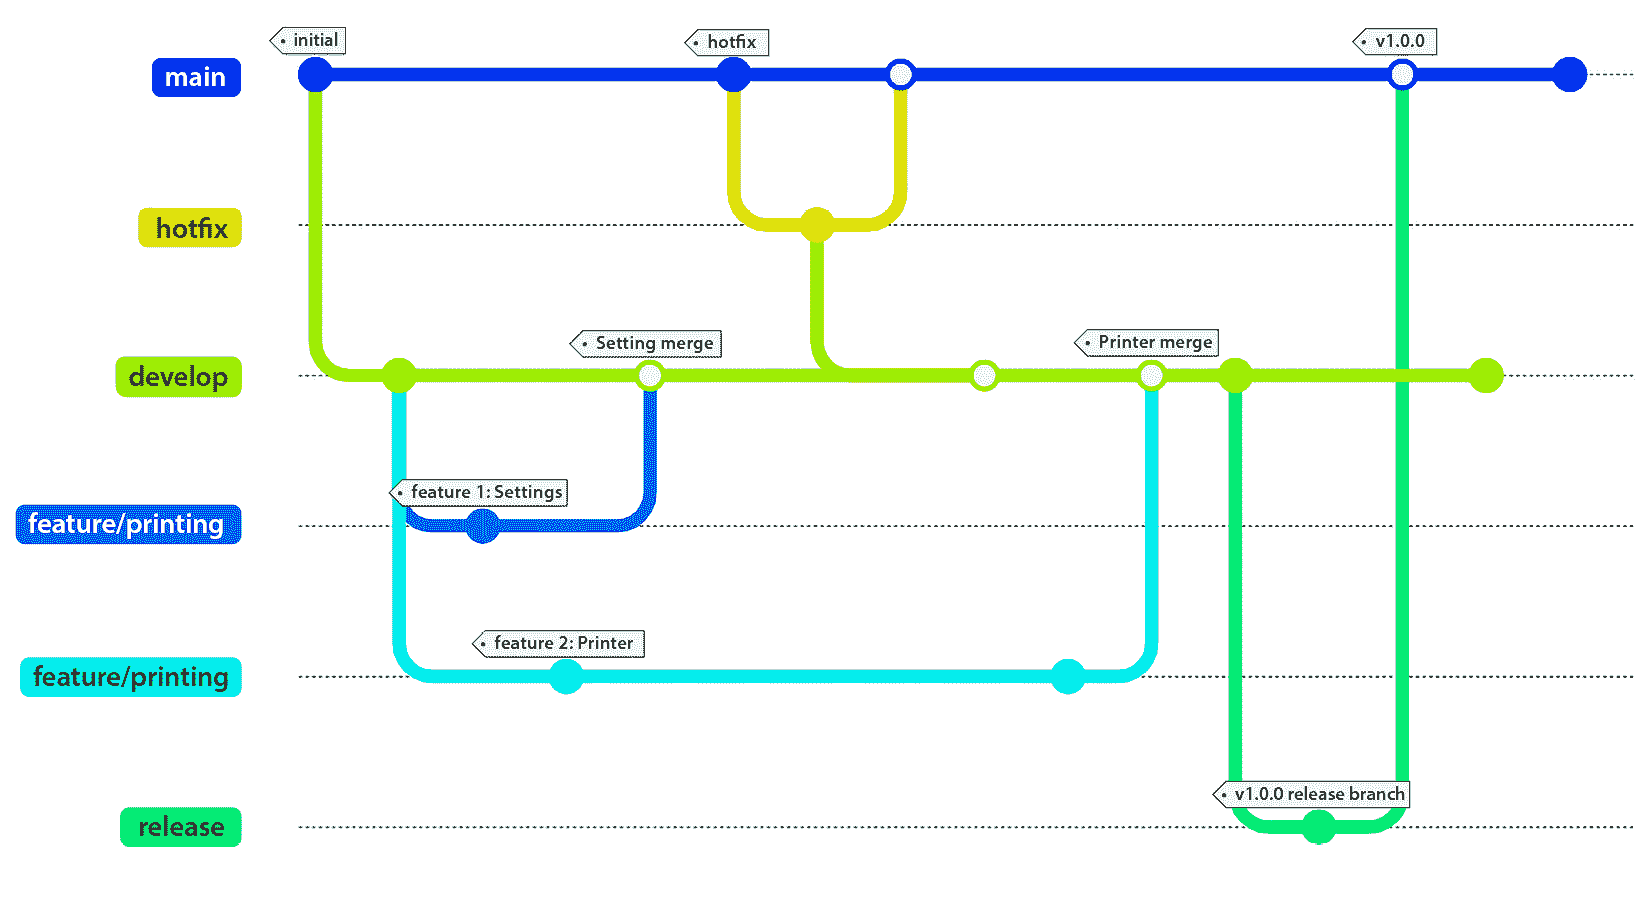 initial
hotfix
v1.0.0
main
hotfix
Setting merge
Printer merge
develop
feature 1: Settings
feature/printing
feature 2: Printer
feature/printing
v1.0.0 release branch
release